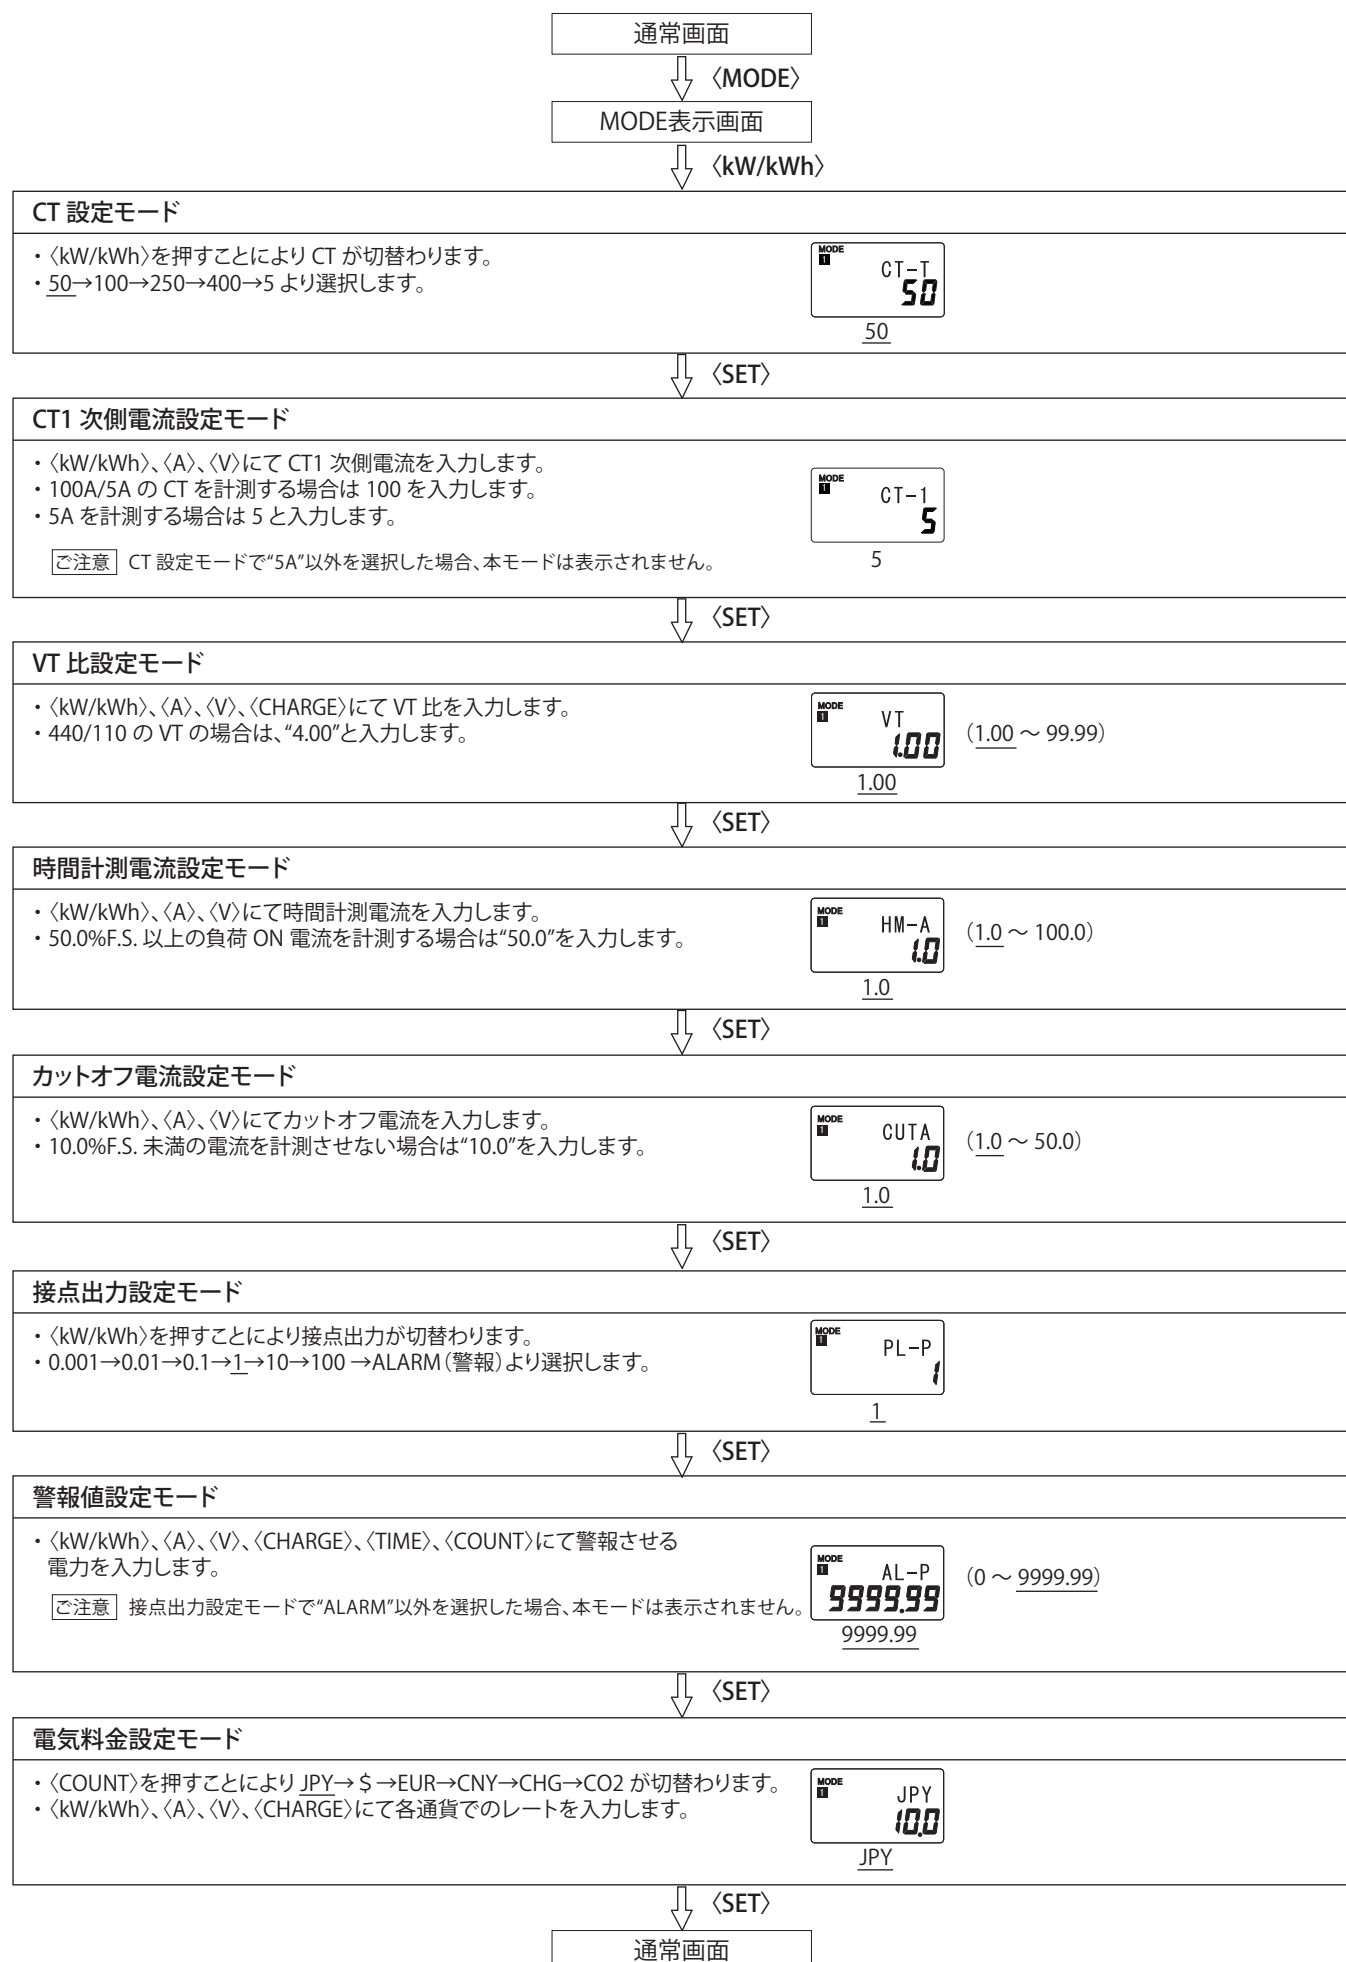 通常画面
〈MODE〉
MODE表示画面
〈kW/kWh〉
CT 設定モード
・〈kW/kWh〉を押すことにより CT が切替わります。
・50→100→250→400→5 より選択します。
MODE
1
CT-T
50
50
〈SET〉
CT1 次側電流設定モード
・〈kW/kWh〉、〈A〉、〈V〉にて CT1 次側電流を入力します。
・100A/5A の CT を計測する場合は 100 を入力します。
・5A を計測する場合は 5 と入力します。
ご注意 CT 設定モードで“5A”以外を選択した場合、本モードは表示されません。
MODE
1
CT-1
5
5
〈SET〉
VT 比設定モード
・〈kW/kWh〉、〈A〉、〈V〉、〈CHARGE〉にて VT 比を入力します。
・440/110 の VT の場合は、“4.00”と入力します。
MODE
1
VT
1.00
(1.00 ～ 99.99)
1.00
〈SET〉
時間計測電流設定モード
・〈kW/kWh〉、〈A〉、〈V〉にて時間計測電流を入力します。
・50.0%F.S. 以上の負荷 ON 電流を計測する場合は“50.0”を入力します。
MODE
1
HM-A
1.0
(1.0 ～ 100.0)
1.0
〈SET〉
カットオフ電流設定モード
・〈kW/kWh〉、〈A〉、〈V〉にてカットオフ電流を入力します。
・10.0%F.S. 未満の電流を計測させない場合は“10.0”を入力します。
MODE
1
CUTA
1.0
(1.0 ～ 50.0)
1.0
〈SET〉
接点出力設定モード
・〈kW/kWh〉を押すことにより接点出力が切替わります。
・0.001→0.01→0.1→1→10→100 →ALARM（警報）より選択します。
MODE
1
PL-P
1
1
〈SET〉
警報値設定モード
・〈kW/kWh〉、〈A〉、〈V〉、〈CHARGE〉、〈TIME〉、〈COUNT〉にて警報させる
電力を入力します。
ご注意 接点出力設定モードで“ALARM”以外を選択した場合、本モードは表示されません。
MODE
1
AL-P
9999.99
(0 ～ 9999.99)
9999.99
〈SET〉
電気料金設定モード
・〈COUNT〉を押すことにより JPY→＄→EUR→CNY→CHG→CO2 が切替わります。
・〈kW/kWh〉、〈A〉、〈V〉、〈CHARGE〉にて各通貨でのレートを入力します。
MODE
1
JPY
10.0
JPY
〈SET〉
通常画面